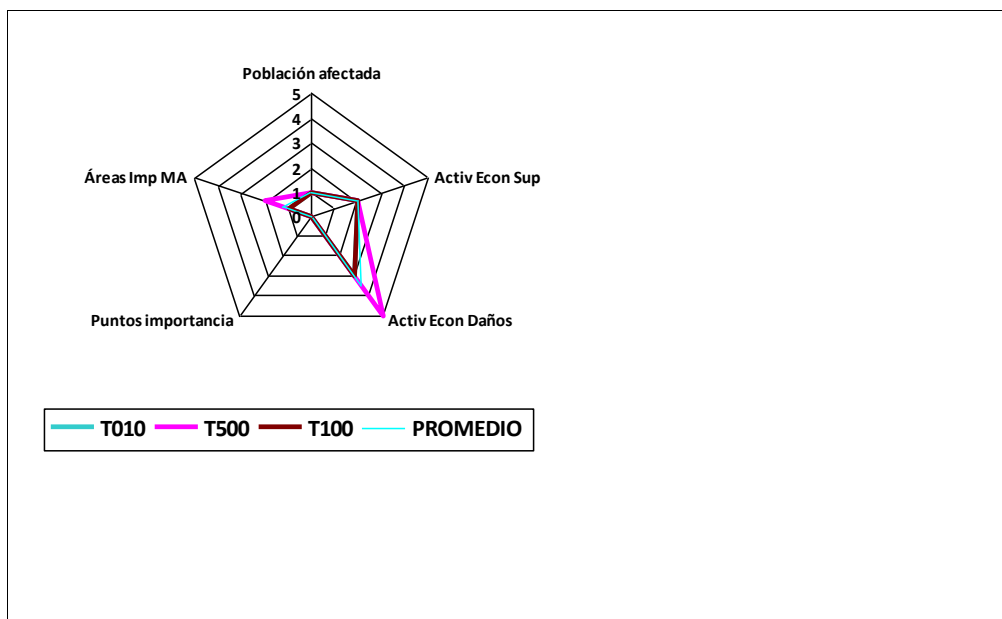 Población afectada
5
4
3
2
1
0
Áreas Imp MA
Activ Econ Sup
Puntos importancia
Activ Econ Daños
T010 T500 T100 PROMEDIO